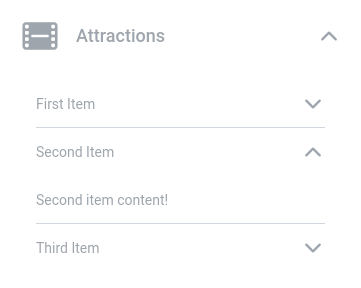 Attractions
First Item
Second Item
Second item content!
Third Item